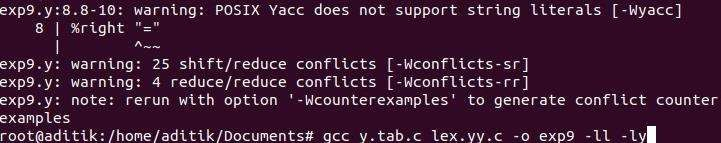 exp9.y:8.8-10: warning: POSIX Yacc does not support string literals [-Wyacc]
    8 | %right "="
      |        ^~~
exp9.y: warning: 25 shift/reduce conflicts [-Wconflicts-sr]
exp9.y: warning: 4 reduce/reduce conflicts [-Wconflicts-rr]
exp9.y: note: rerun with option '-Wcounterexamples' to generate conflict counter
examples
root@aditik:/home/aditik/Documents# gcc y.tab.c lex.yy.c -o exp9 -ll -ly